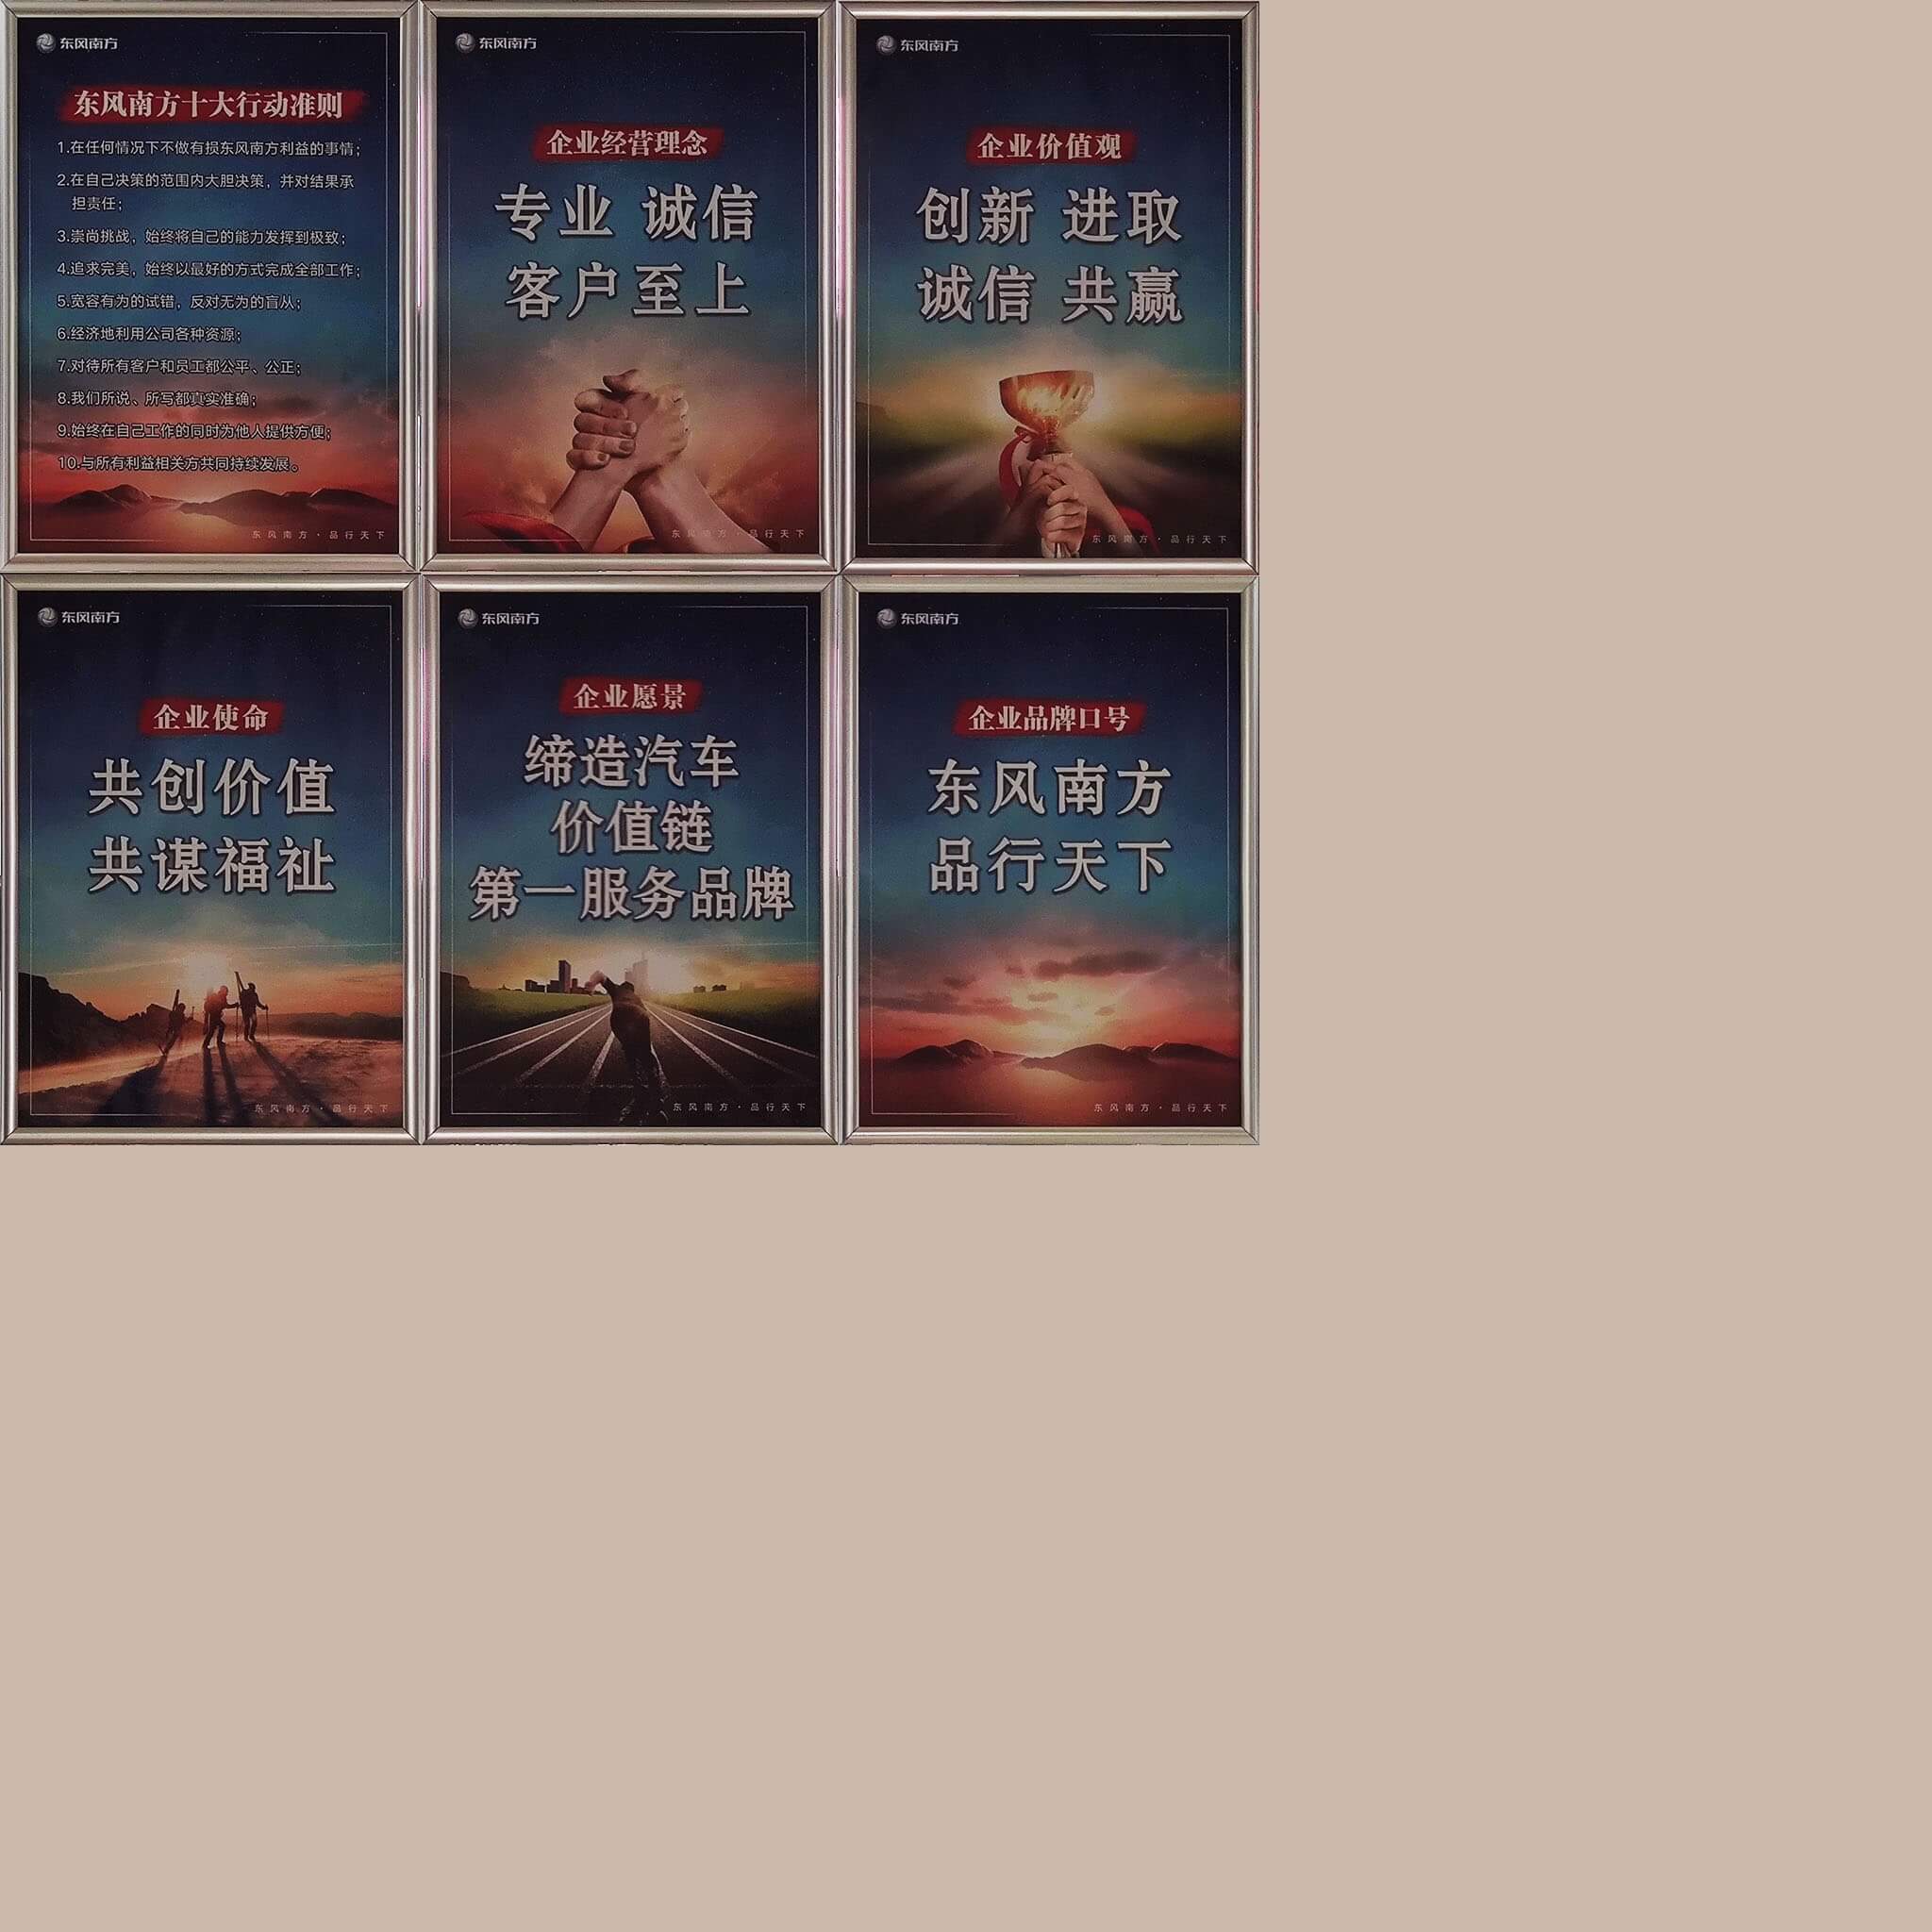 东风南方
东风南方十大行动准则
1.在任何情况下不做有损东风南方利益的事情；
2.在自己决策的范围内大胆决策，并对结果承
担责任；
3.崇尚挑战，始终将自己的能力发挥到极致；
4.追求完美，始终以最好的方式完成全部工作；
5.宽容有为的试错，反对无为的盲从；
6.经济地利用公司各种资源；
7.对待所有客户和员工都公平、公正；
8.我们所说、所写都真实准确；
9.始终在自己工作的同时为他人提供方便；
10.与所有利益相关方共同持续发展。
东风南方·品行天下
东风南方
企业经营理念
专业 诚信
客户至上
东风南方·品行天下
东风南方
企业价值观
创新 进取
诚信 共赢
东风南方·品行天下
东风南方
企业使命
共创价值
共谋福祉
东风南方·品行天下
东风南方
企业愿景
缔造汽车
价值链
第一服务品牌
东风南方·品行天下
东风南方
企业品牌口号
东风南方
品行天下
东风南方·品行天下